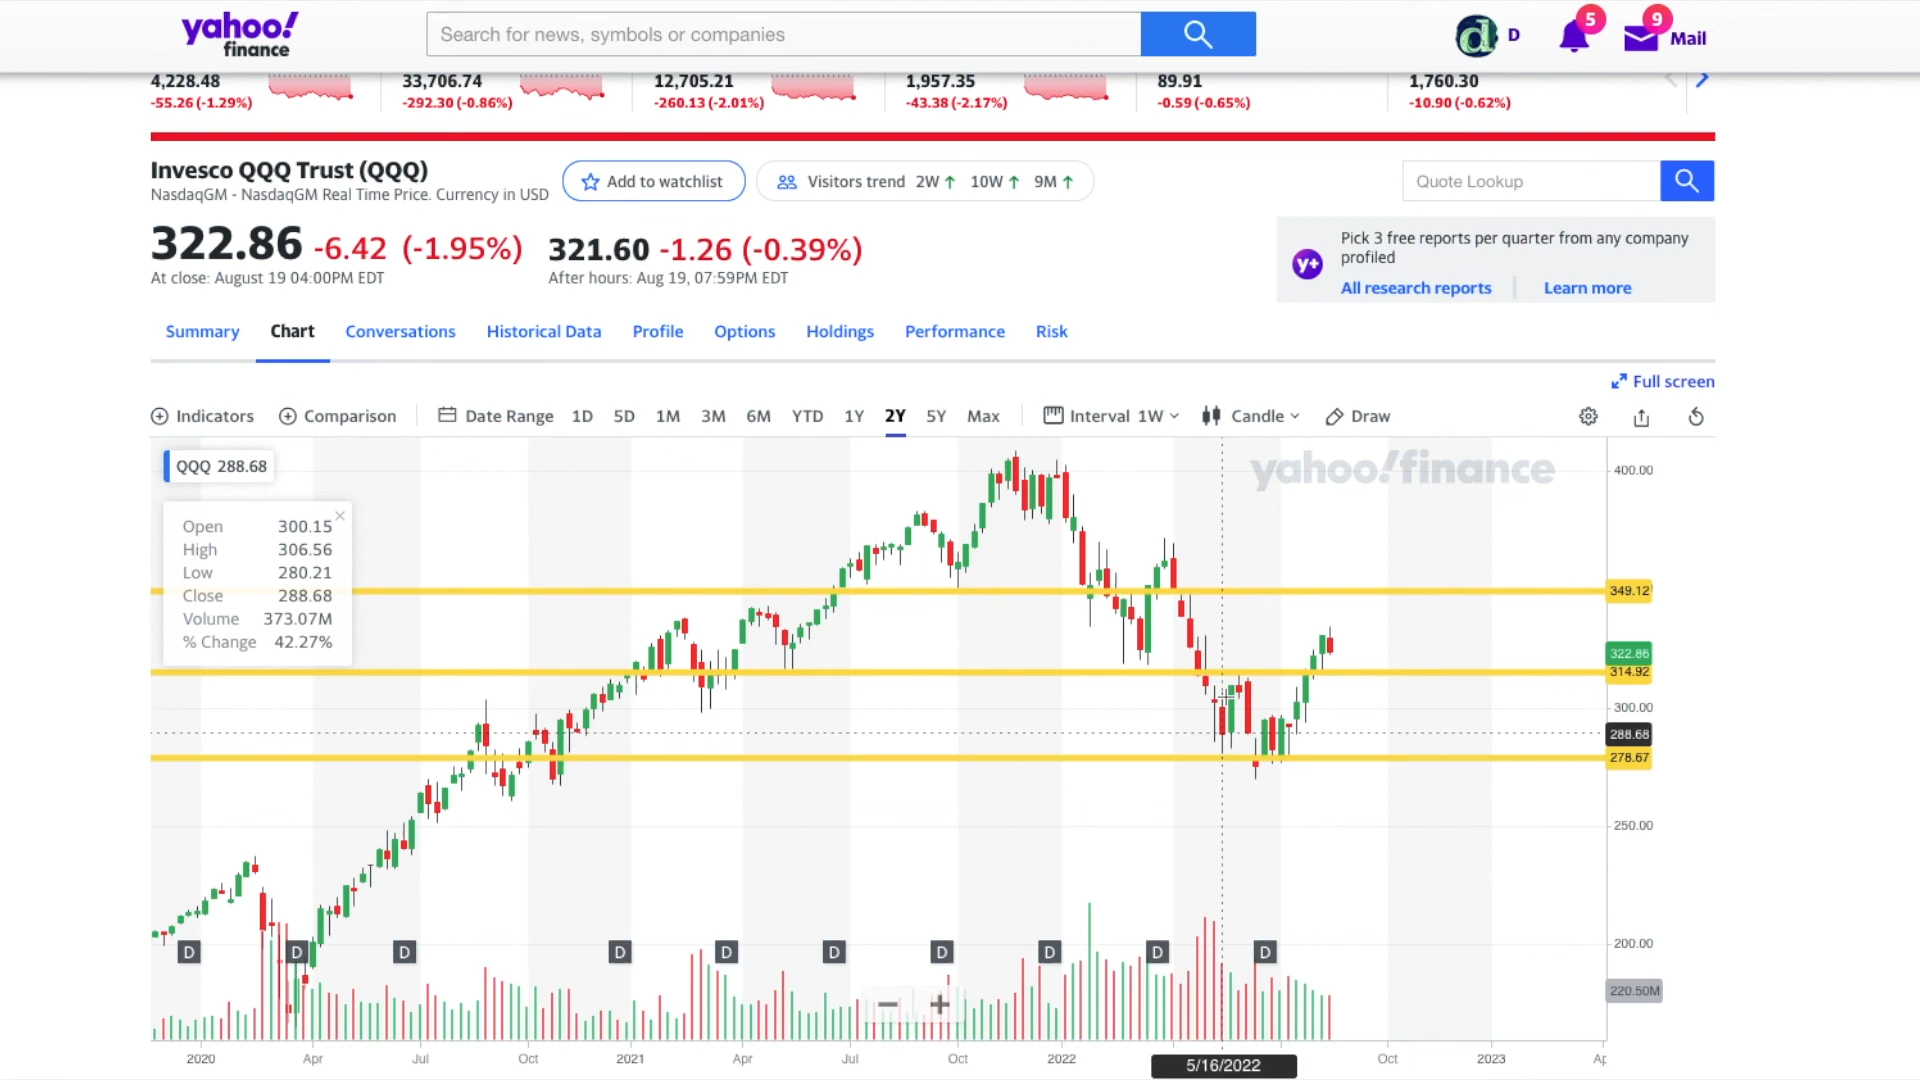 yahoo!
finance
Search for news, symbols or companies
D
5
9
Mail
4,228.48
-55.26 (-1.29%)
33,706.74
-292.30 (-0.86%)
12,705.21
-260.13 (-2.01%)
1,957.35
-43.38 (-2.17%)
89.91
-0.59 (-0.65%)
1,760.30
-10.90 (-0.62%)
Invesco QQQ Trust (QQQ)
NasdaqGM - NasdaqGM Real Time Price. Currency in USD
Add to watchlist
Visitors trend 2W↑ 10W↑ 9M↑
Quote Lookup
322.86 -6.42 (-1.95%)
At close: August 19 04:00PM EDT
321.60 -1.26 (-0.39%)
After hours: Aug 19, 07:59PM EDT
y+
Pick 3 free reports per quarter from any company
profiled
All research reports
Learn more
Summary Chart Conversations Historical Data Profile Options Holdings Performance Risk
Full screen
Indicators Comparison Date Range 1D 5D 1M 3M 6M YTD 1Y 2Y 5Y Max Interval 1W Candle Draw
QQQ 288.68
yahoo!finance
Open 300.15
High 306.56
Low 280.21
Close 288.68
Volume 373.07M
% Change 42.27%
400.00
349.12
322.86
314.92
300.00
288.68
278.67
250.00
200.00
220.50M
D D D D D D D D D D
2020 Apr Jul Oct 2021 Apr Jul Oct 2022 5/16/2022 Oct 2023 Ap